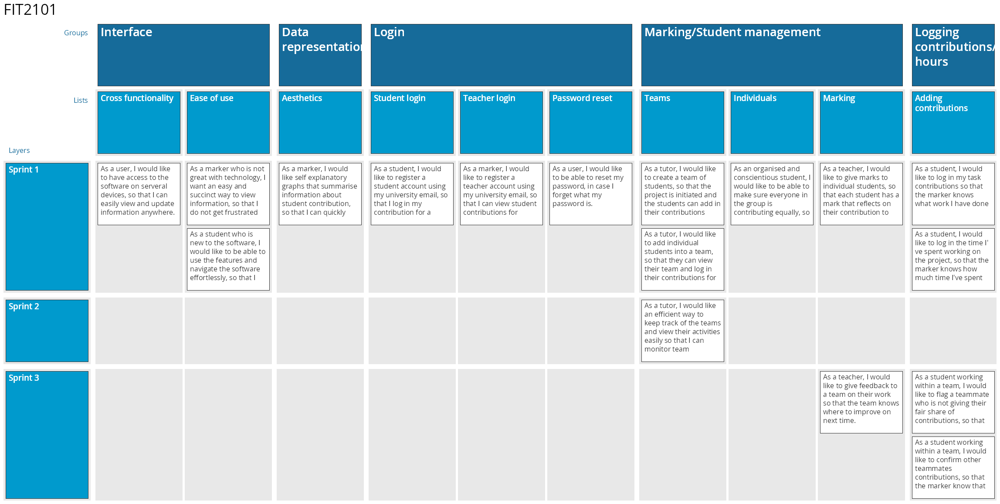 FIT2101
Groups
Interface
Data
representation
Login
Marking/Student management
Logging
contributions/
hours
Lists
Cross functionality
Ease of use
Aesthetics
Student login
Teacher login
Password reset
Teams
Individuals
Marking
Adding
contributions
Layers
Sprint 1
As a user, I would like
to have access to the
software on serveral
devices, so that I can
easily view and update
information anywhere.
As a marker who is not
great with technology, I
want an easy and
succinct way to view
information, so that I
do not get frustrated
As a student who is
new to the software, I
would like to be able to
use the features and
navigate the software
effortlessly, so that I
As a marker, I would
like self explanatory
graphs that summarise
information about
student contribution,
so that I can quickly
As a student, I would
like to register a
student account using
my university email, so
that I log in my
contribution for a
As a marker, I would
like to register a
teacher account using
my university email, so
that I can view student
contributions for
As a user, I would like
to be able to reset my
password, in case I
forget what my
password is.
As a tutor, I would like
to create a team of
students, so that the
project is initiated and
the students can add in
their contributions
As a tutor, I would like
to add individual
students into a team,
so that they can view
their team and log in
their contributions for
As an organised and
conscientious student, I
would like to be able to
make sure everyone in
the group is
contributing equally, so
As a teacher, I would
like to give marks to
individual students, so
that each student has a
mark that reflects on
their contribution to
As a student, I would
like to log in my task
contributions so that
the marker knows
what work I have done
As a student, I would
like to log in the time I'
ve spent working on
the project, so that the
marker knows how
much time I've spent
Sprint 2
As a tutor, I would like
an efficient way to
keep track of the teams
and view their activities
easily so that I can
monitor team
Sprint 3
As a teacher, I would
like to give feedback to
a team on their work
so that the team knows
where to improve on
next time.
As a student working
within a team, I would
like to flag a teammate
who is not giving their
fair share of
contributions, so that
As a student working
within a team, I would
like to confirm other
teammates
contributions, so that
the marker know that